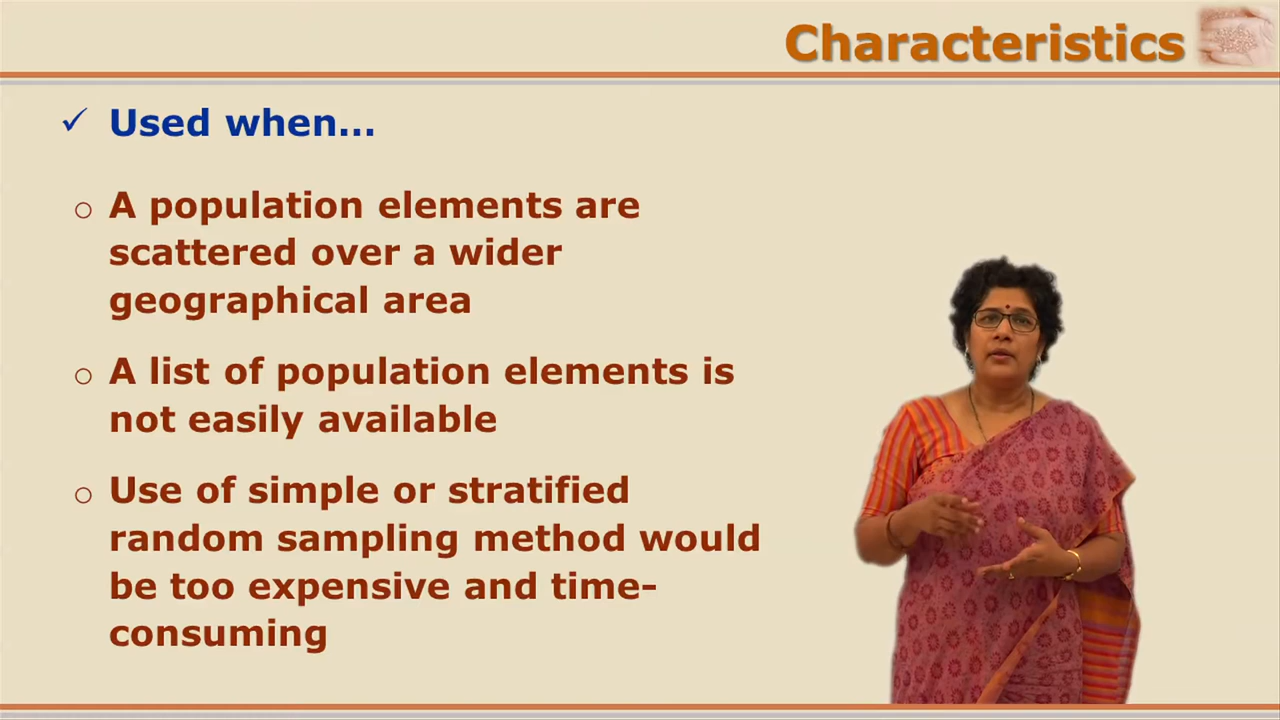 Characteristics
✓ Used when...
o A population elements are
scattered over a wider
geographical area
o A list of population elements is
not easily available
o Use of simple or stratified
random sampling method would
be too expensive and time-
consuming